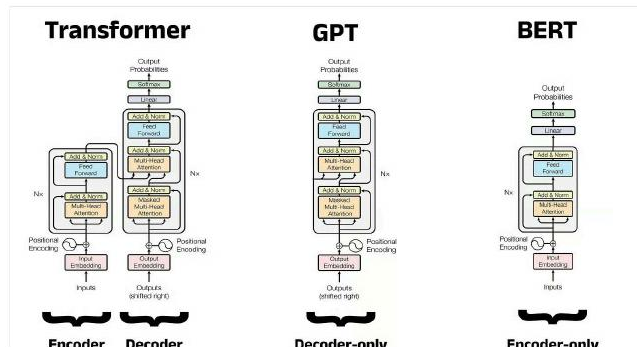 Transformer
Output
Probabilities
Softmax
Linear
Add & Norm
Feed
Forward
Add & Norm
Multi-Head
Attention
Add & Norm
Masked
Multi-Head
Attention
Nx
Add & Norm
Feed
Forward
Add & Norm
Multi-Head
Attention
Nx
Positional
Encoding
Positional
Encoding
Input
Embedding
Output
Embedding
Inputs
Outputs
(shifted right)
Encoder
Decoder
GPT
Output
Probabilities
Softmax
Linear
Add & Norm
Feed
Forward
Add & Norm
Multi-Head
Attention
Add & Norm
Masked
Multi-Head
Attention
Nx
Positional
Encoding
Output
Embedding
Outputs
(shifted right)
Decoder-only
BERT
Output
Probabilities
Softmax
Linear
Add & Norm
Feed
Forward
Add & Norm
Multi-Head
Attention
Nx
Positional
Encoding
Input
Embedding
Inputs
Encoder-only